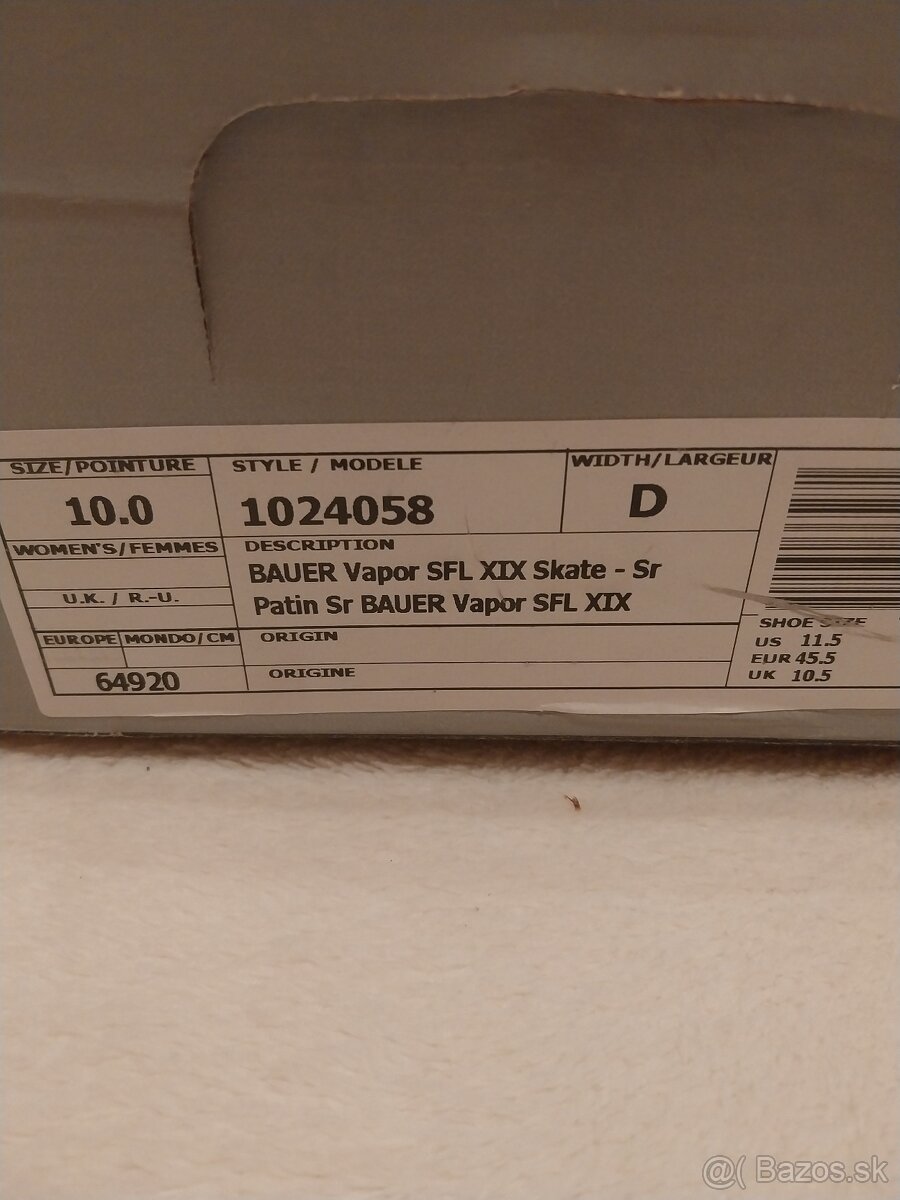 SIZE/POINTURE
10.0
STYLE / MODELE
1024058
WIDTH/LARGEUR
D
WOMEN'S/FEMMES
U.K. / R.-U.
EUROPE MONDO/CM
64920
DESCRIPTION
BAUER Vapor SFL XIX Skate - Sr
Patin Sr BAUER Vapor SFL XIX
ORIGIN
ORIGINE
SHOE SIZE
US 11.5
EUR 45.5
UK 10.5
@( Bazos.sk